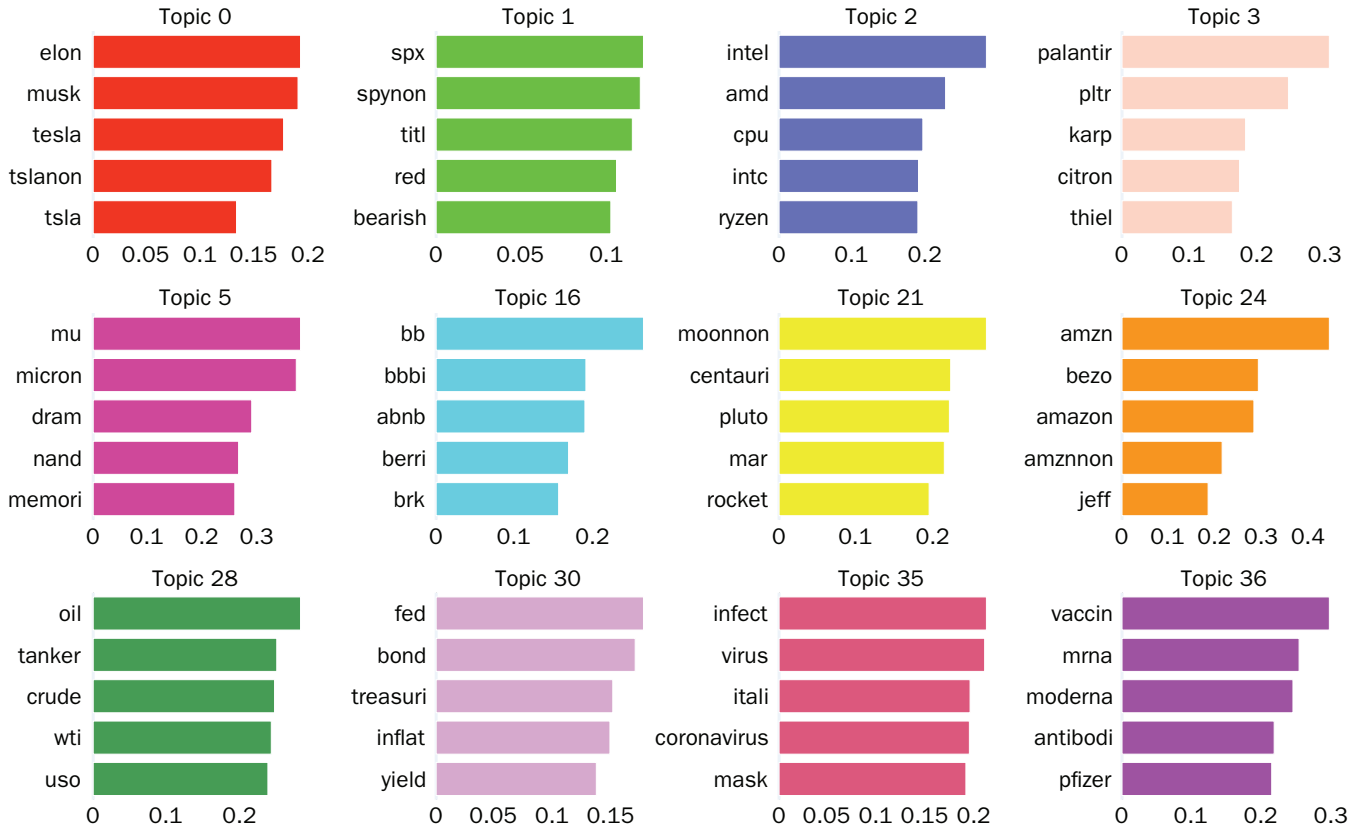 Topic 0
elon
musk
tesla
tslanon
tsla
0 0.05 0.1 0.15 0.2
Topic 1
spx
spynon
titl
red
bearish
0 0.05 0.1
Topic 2
intel
amd
cpu
intc
ryzen
0 0.1 0.2
Topic 3
palantir
pltr
karp
citron
thiel
0 0.1 0.2 0.3
Topic 5
mu
micron
dram
nand
memori
0 0.1 0.2 0.3
Topic 16
bb
bbbi
abnb
berri
brk
0 0.1 0.2
Topic 21
moonnon
centauri
pluto
mar
rocket
0 0.1 0.2
Topic 24
amzn
bezo
amazon
amznnon
jeff
0 0.1 0.2 0.3 0.4
Topic 28
oil
tanker
crude
wti
uso
0 0.1 0.2
Topic 30
fed
bond
treasuri
inflat
yield
0 0.05 0.1 0.15
Topic 35
infect
virus
itali
coronavirus
mask
0 0.05 0.1 0.15 0.2
Topic 36
vaccin
mrna
moderna
antibodi
pfizer
0 0.1 0.2 0.3